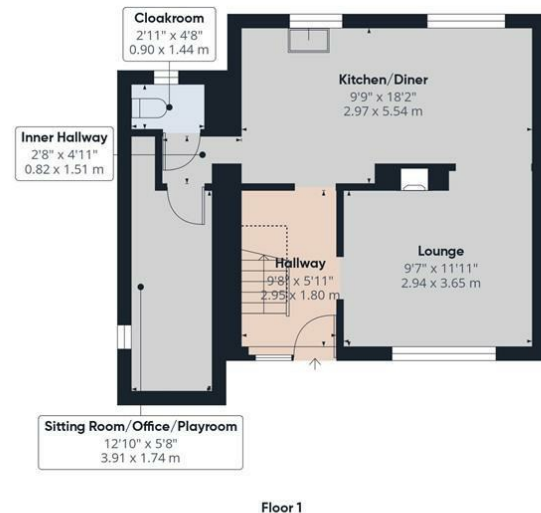 Cloakroom
2'11" x 4'8"
0.90 x 1.44 m
Kitchen/Diner
9'9" x 18'2"
2.97 x 5.54 m
Inner Hallway
2'8" x 4'11"
0.82 x 1.51 m
Hallway
9'8" x 5'11"
2.95 x 1.80 m
Lounge
9'7" x 11'11"
2.94 x 3.65 m
Sitting Room/Office/Playroom
12'10" x 5'8"
3.91 x 1.74 m
Floor 1